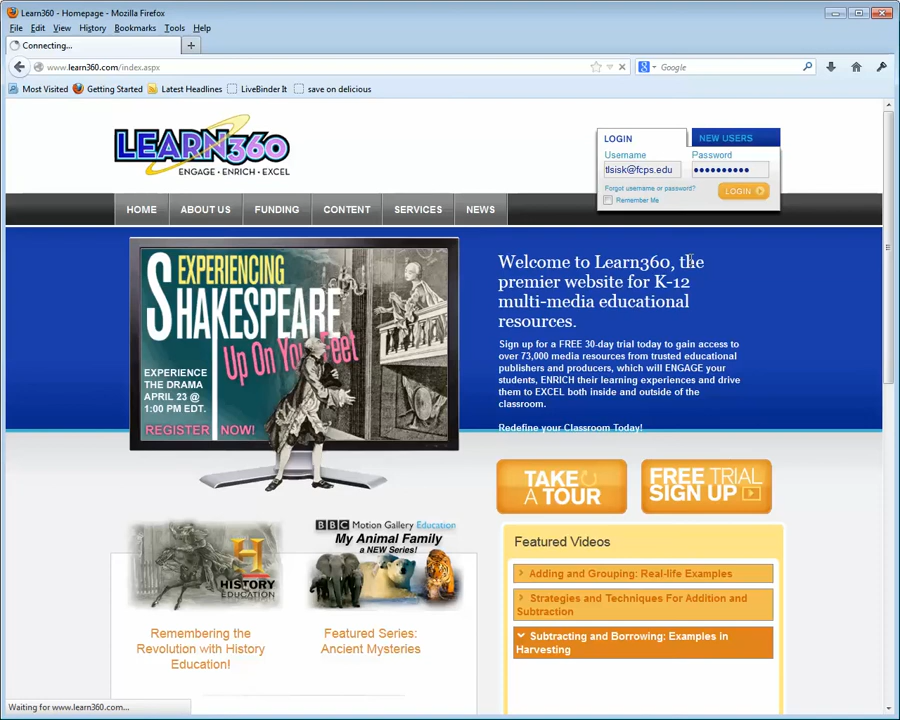 Learn360 - Homepage - Mozilla Firefox
File Edit View History Bookmarks Tools Help
Connecting...
www.learn360.com/index.aspx
Google
Most Visited Getting Started Latest Headlines LiveBinder It save on delicious
LEARN360
ENGAGE • ENRICH • EXCEL
LOGIN NEW USERS
Username Password
tlsisk@fcps.edu ••••••••••
Forgot username or password?
Remember Me
LOGIN
HOME ABOUT US FUNDING CONTENT SERVICES NEWS
EXPERIENCING
SHAKESPEARE
Up On Your Feet
EXPERIENCE
THE DRAMA
APRIL 23 @
1:00 PM EDT.
REGISTER NOW!
Welcome to Learn360, the
premier website for K-12
multi-media educational
resources.
Sign up for a FREE 30-day trial today to gain access to
over 73,000 media resources from trusted educational
publishers and producers, which will ENGAGE your
students, ENRICH their learning experiences and drive
them to EXCEL both inside and outside of the
classroom.
Redefine your Classroom Today!
TAKE
A TOUR
FREE TRIAL
SIGN UP
H
HISTORY
EDUCATION
Remembering the
Revolution with History
Education!
BBC Motion Gallery Education
My Animal Family
a NEW Series!
Featured Series:
Ancient Mysteries
Featured Videos
Adding and Grouping: Real-life Examples
Strategies and Techniques For Addition and
Subtraction
Subtracting and Borrowing: Examples in
Harvesting
Waiting for www.learn360.com...